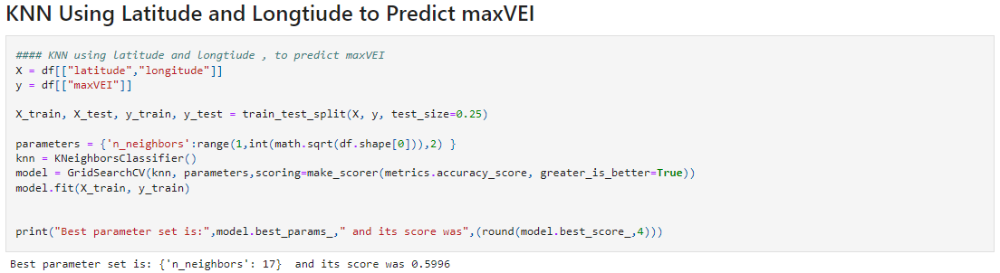 KNN Using Latitude and Longtiude to Predict maxVEI
#### KNN using latitude and longtiude , to predict maxVEI
X = df[["latitude","longitude"]]
y = df[["maxVEI"]]
X_train, X_test, y_train, y_test = train_test_split(X, y, test_size=0.25)
parameters = {'n_neighbors':range(1,int(math.sqrt(df.shape[0])),2) }
knn = KNeighborsClassifier()
model = GridSearchCV(knn, parameters,scoring=make_scorer(metrics.accuracy_score, greater_is_better=True))
model.fit(X_train, y_train)
print("Best parameter set is:",model.best_params_," and its score was",(round(model.best_score_,4)))
Best parameter set is: {'n_neighbors': 17}  and its score was 0.5996